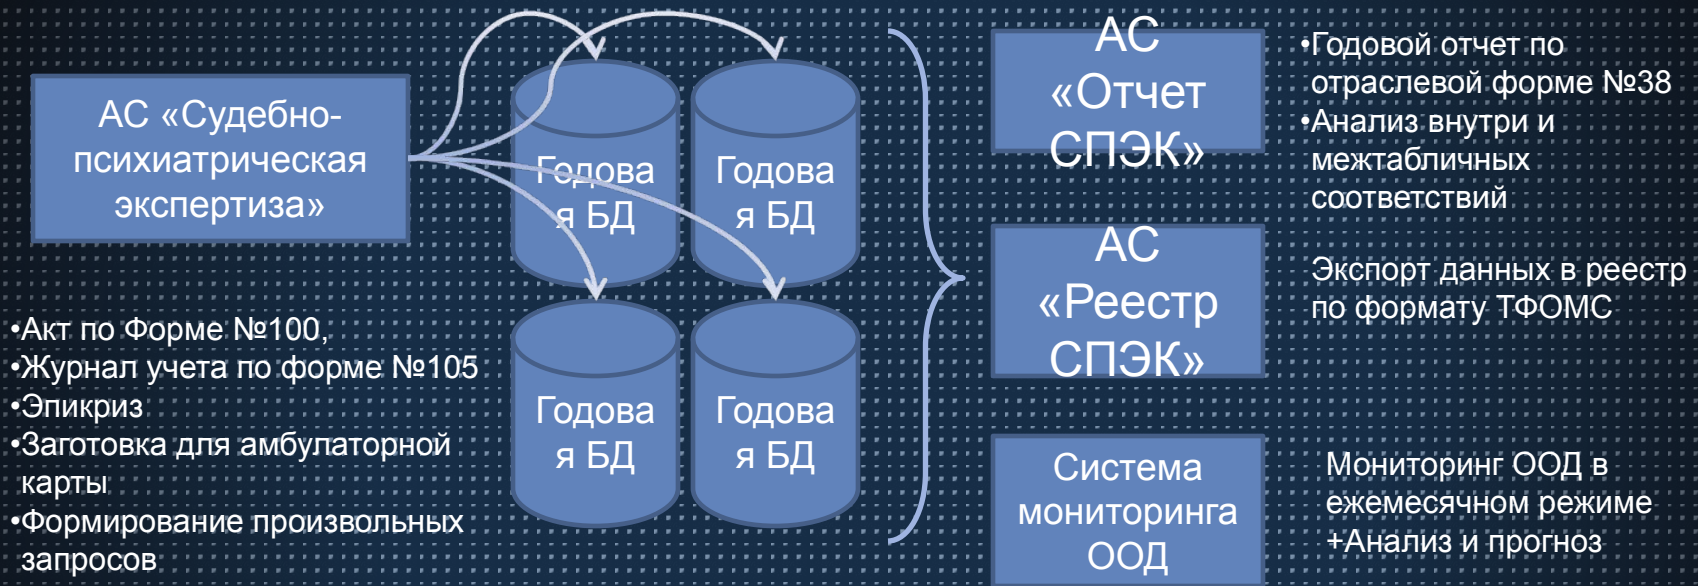 АС «Судебно-
психиатрическая
экспертиза»
•Акт по Форме №100,
•Журнал учета по форме №105
•Эпикриз
•Заготовка для амбулаторной
карты
•Формирование произвольных
запросов
Годова
я БД
Годова
я БД
Годова
я БД
Годова
я БД
АС
«Отчет
СПЭК»
•Годовой отчет по
отраслевой форме №38
•Анализ внутри и
межтабличных
соответствий
АС
«Реестр
СПЭК»
Экспорт данных в реестр
по формату ТФОМС
Система
мониторинга
ООД
Мониторинг ООД в
ежемесячном режиме
+Анализ и прогноз